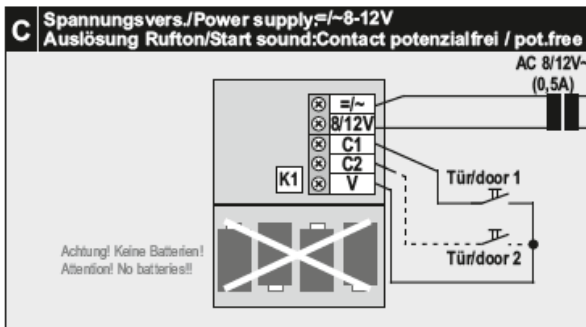 C
Spannungsvers./Power supply:=/~8-12V
Auslösung Rufton/Start sound:Contact potenzialfrei / pot.free
AC 8/12V~
(0,5A)
=/~
8/12V
C1
C2
K1
V
Tür/door 1
Tür/door 2
Achtung! Keine Batterien!
Attention! No batteries!!